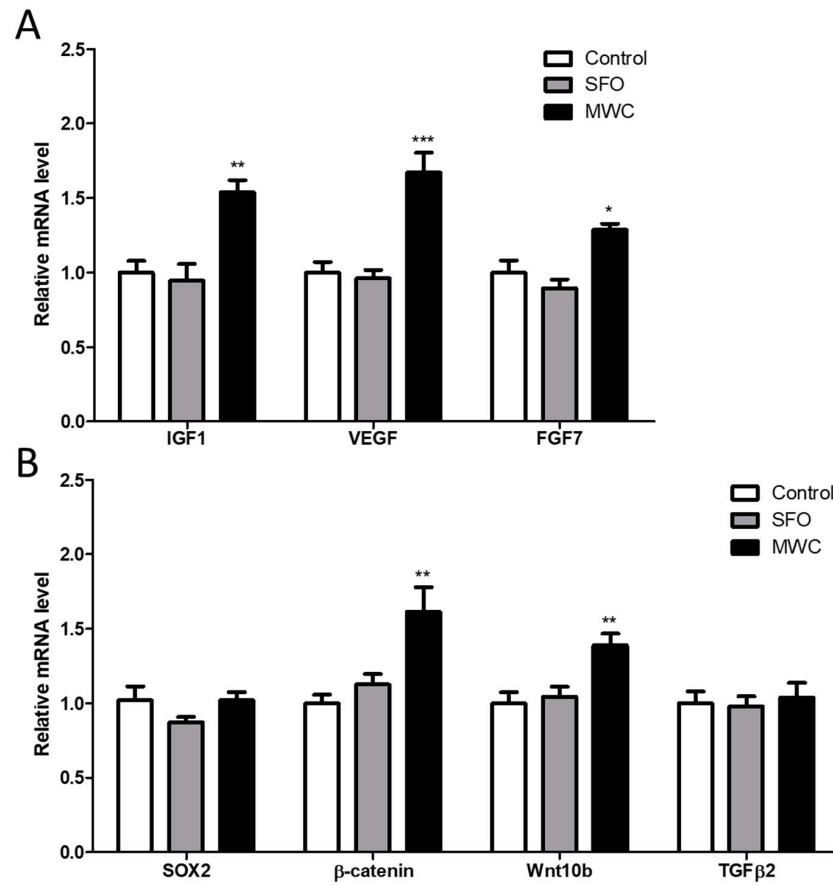 A
2.5
2.0
1.5
1.0
0.5
0.0
Relative mRNA level
Control
SFO
MWC
**
***
*
IGF1 VEGF FGF7
B
2.5
2.0
1.5
1.0
0.5
0.0
Relative mRNA level
Control
SFO
MWC
**
**
SOX2 β-catenin Wnt10b TGFβ2